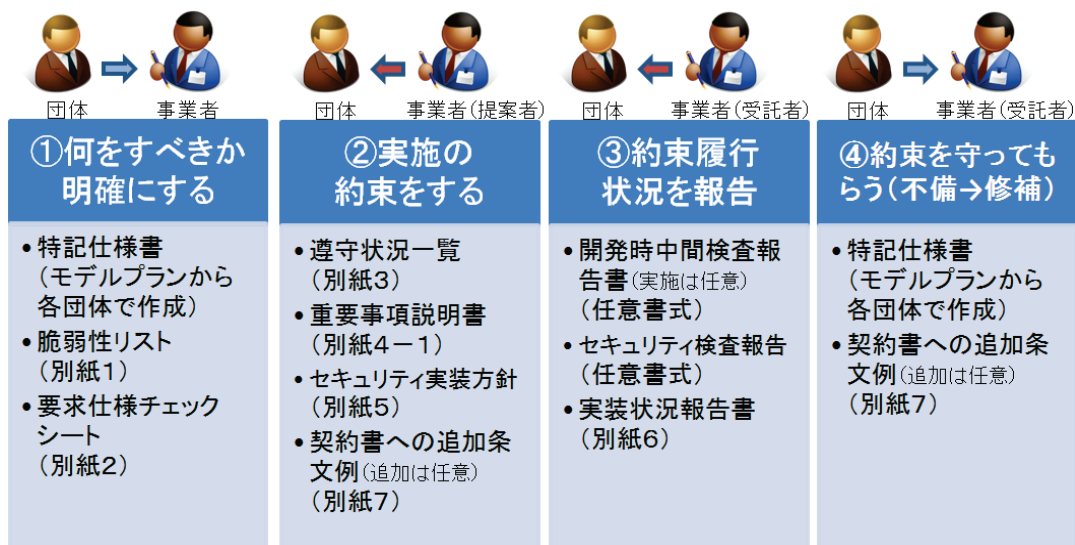 団体
事業者
①何をすべきか
明確にする
•特記仕様書
（モデルプランから
各団体で作成）
•脆弱性リスト
（別紙1）
•要求仕様チェック
シート
（別紙2）
団体
事業者（提案者）
②実施の
約束をする
•遵守状況一覧
（別紙3）
•重要事項説明書
（別紙4－1）
•セキュリティ実装方針
（別紙5）
•契約書への追加条
文例（追加は任意）
（別紙7）
団体
事業者（受託者）
③約束履行
状況を報告
•開発時中間検査報
告書（実施は任意）
（任意書式）
•セキュリティ検査報告
（任意書式）
•実装状況報告書
（別紙6）
団体
事業者（受託者）
④約束を守っても
らう（不備→修補）
•特記仕様書
（モデルプランから
各団体で作成）
•契約書への追加条
文例（追加は任意）
（別紙7）